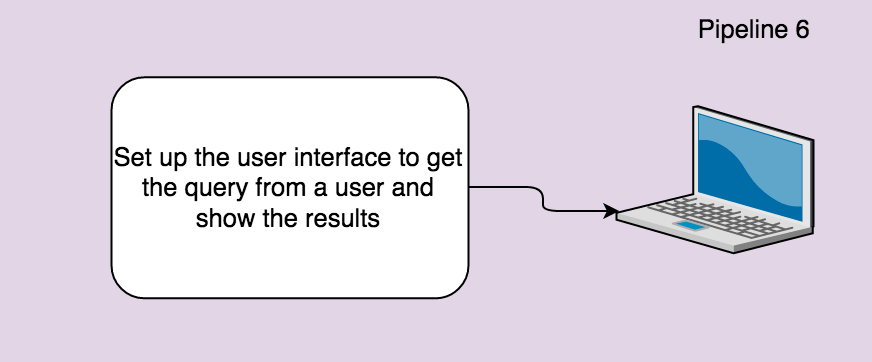 Pipeline 6
Set up the user interface to get
the query from a user and
show the results